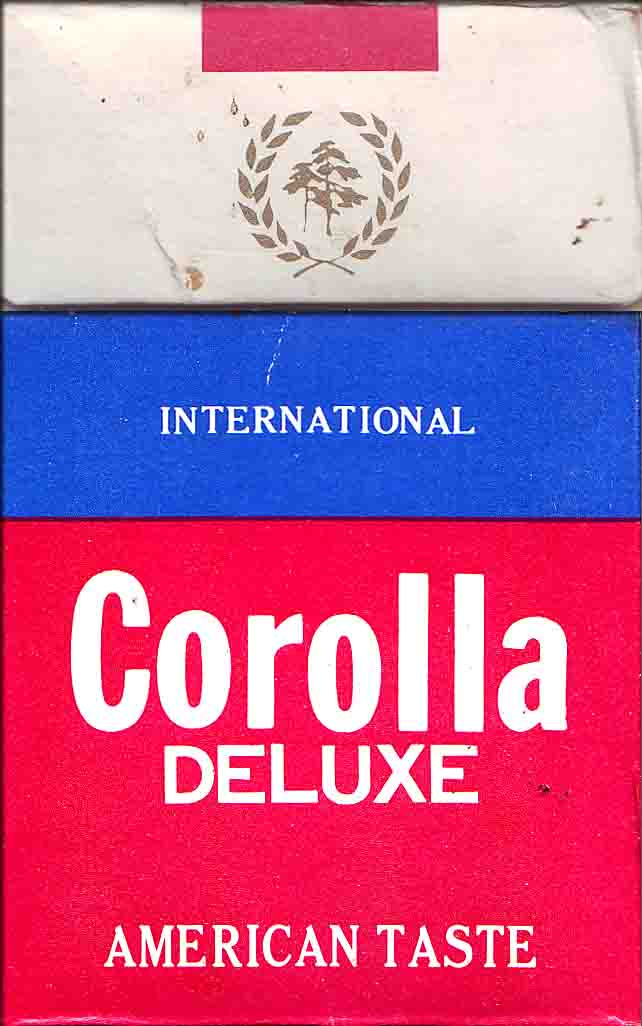 INTERNATIONAL
Corolla
DELUXE
AMERICAN TASTE